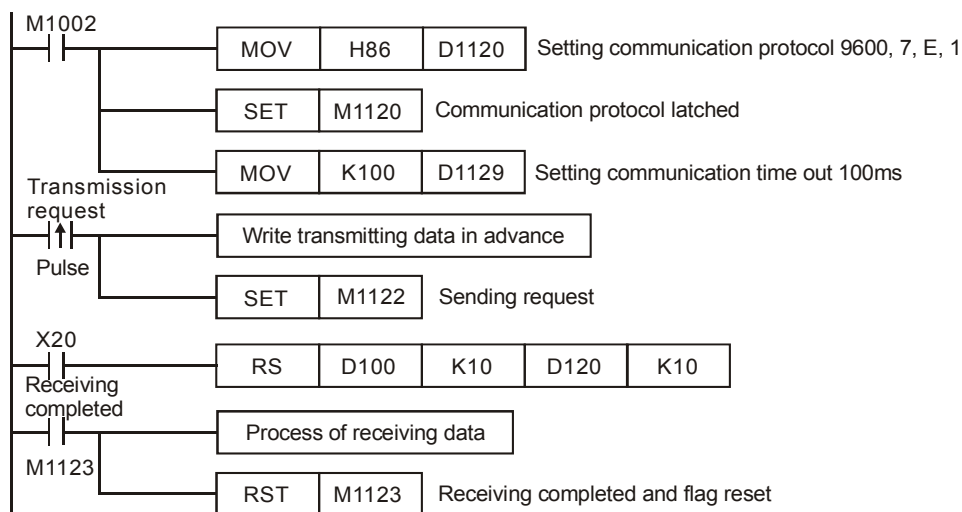 M1002
MOV H86 D1120 Setting communication protocol 9600, 7, E, 1
SET M1120 Communication protocol latched
MOV K100 D1129 Setting communication time out 100ms
Transmission
request
Write transmitting data in advance
Pulse
SET M1122 Sending request
X20
RS D100 K10 D120 K10
Receiving
completed
Process of receiving data
M1123
RST M1123 Receiving completed and flag reset